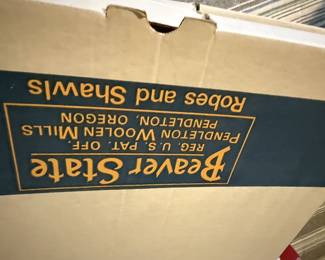 Beaver State
REG. U.S. PAT. OFF.
PENDLETON WOOLEN MILLS
PENDLETON, OREGON
Robes and Shawls